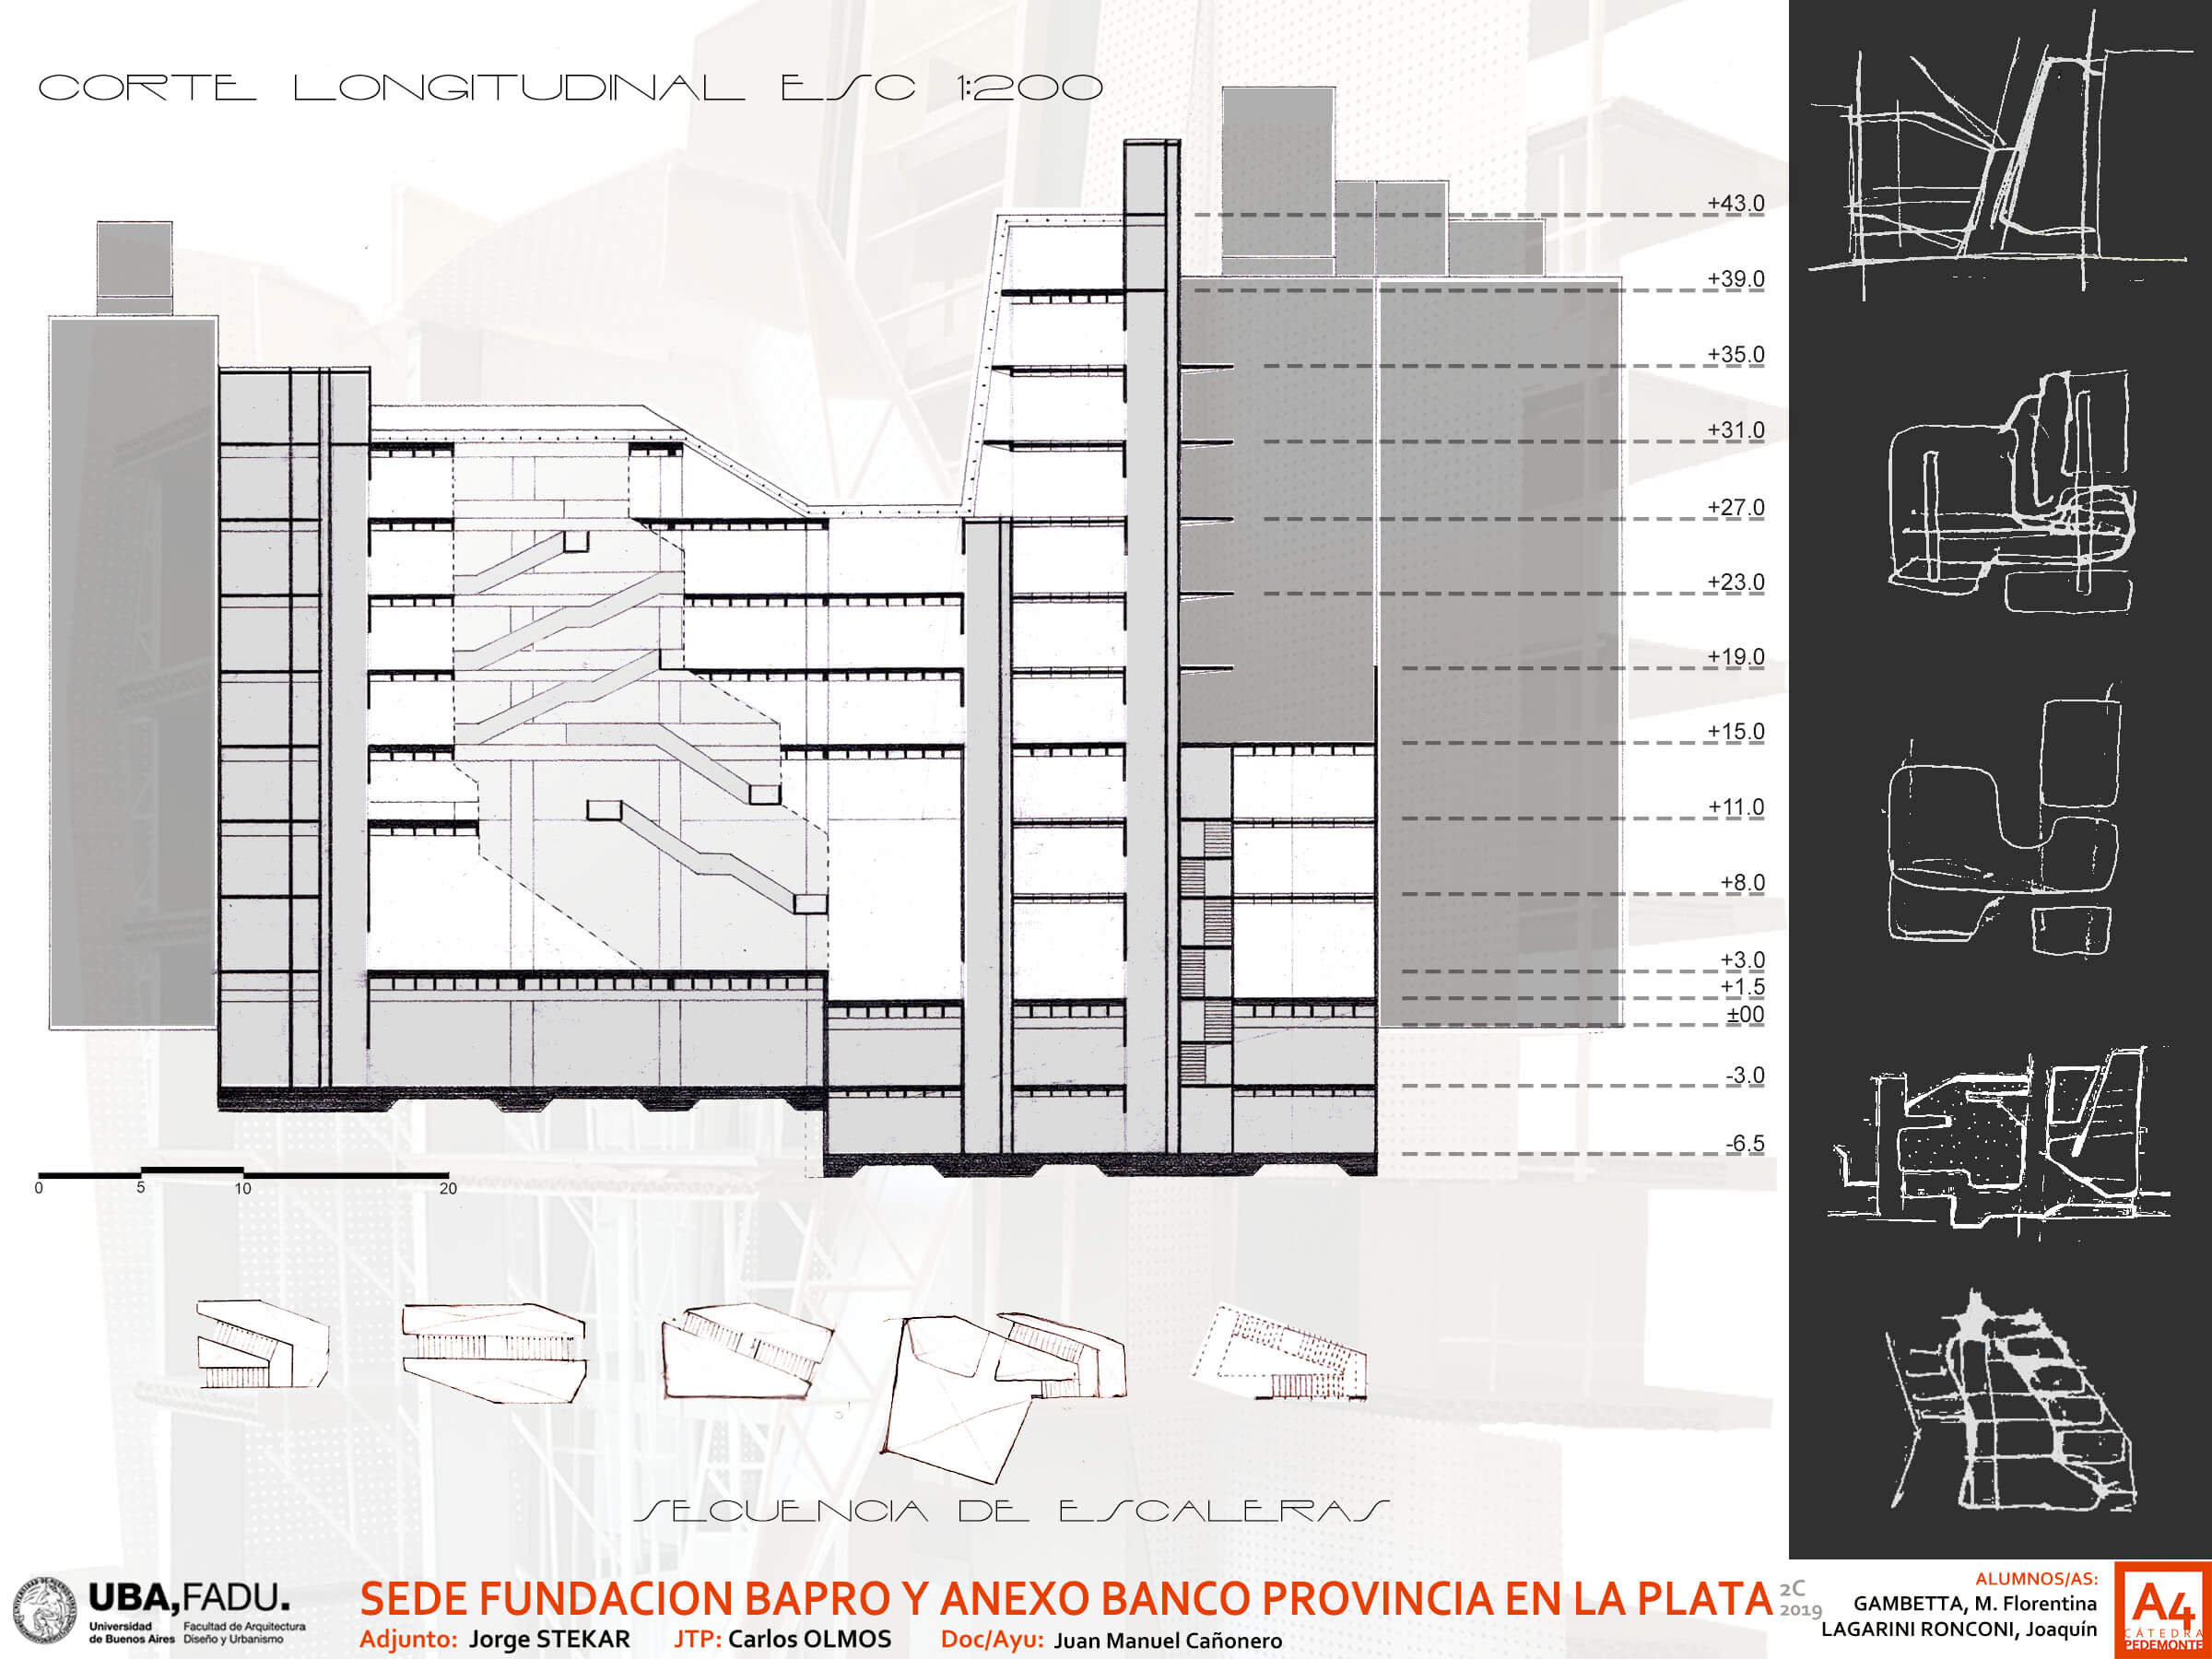 CORTE LONGITUDINAL ESC 1:200
+43.0
+39.0
+35.0
+31.0
+27.0
+23.0
+19.0
+15.0
+11.0
+8.0
+3.0
+1.5
±00
-3.0
-6.5
0 5 10 20
SECUENCIA DE ESCALERAS
UBA,FADU.
Universidad de Buenos Aires
Facultad de Arquitectura Diseño y Urbanismo
SEDE FUNDACION BAPRO Y ANEXO BANCO PROVINCIA EN LA PLATA
2C
2019
Adjunto: Jorge STEKAR JTP: Carlos OLMOS Doc/Ayu: Juan Manuel Cañonero
ALUMNOS/AS:
GAMBETTA, M. Florentina
LAGARINI RONCONI, Joaquín
A4
CÁTEDRA
PEDEMONTE